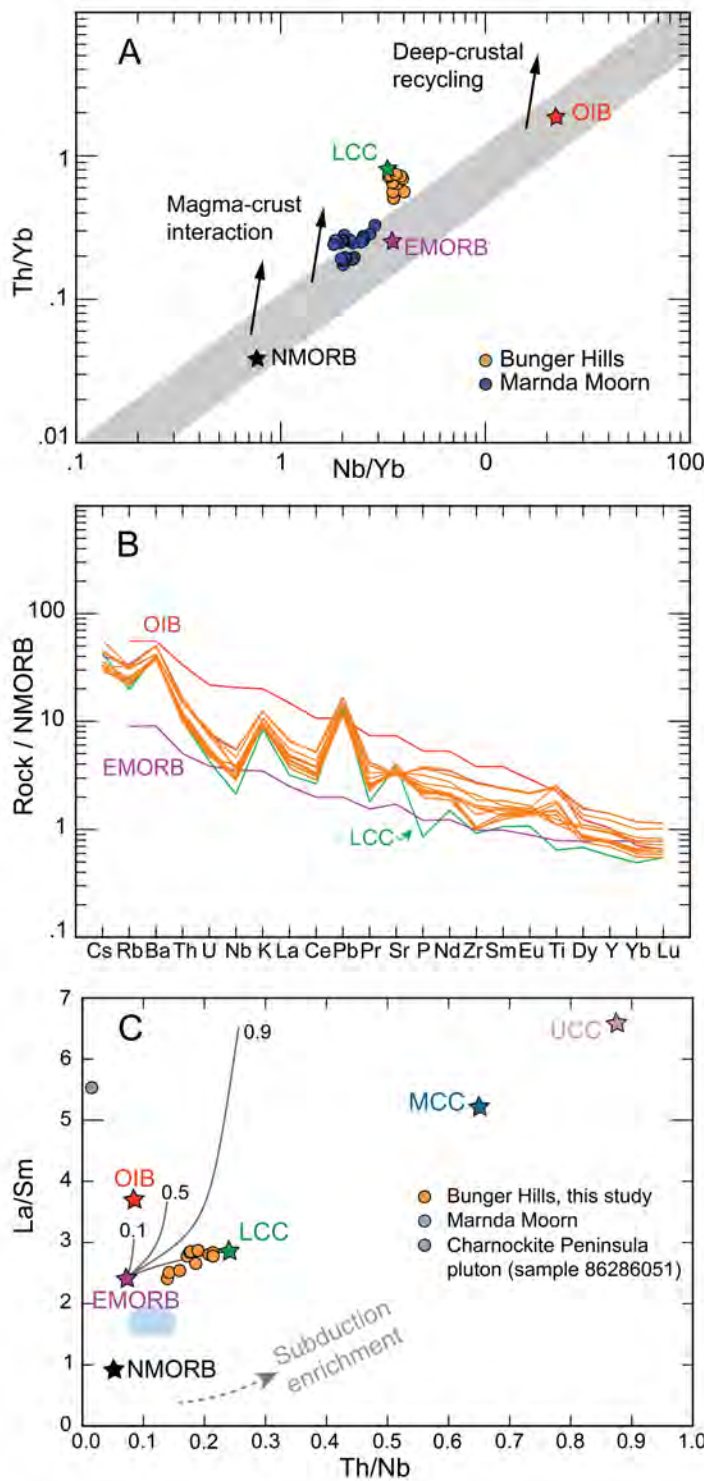 A
Deep-crustal
recycling
OIB
LCC
Magma-crust
interaction
EMORB
NMORB
Bunger Hills
Marnda Moorn
Th/Yb
1
.1
.01
.1
1
0
100
Nb/Yb
B
100
10
1
.1
Rock / NMORB
OIB
EMORB
LCC
Cs Rb Ba Th U Nb K La Ce Pb Pr Sr P Nd Zr Sm Eu Ti Dy Y Yb Lu
C
7
6
5
4
3
2
1
0
La/Sm
0.9
UCC
MCC
OIB
0.5
0.1
LCC
EMORB
Bunger Hills, this study
Marnda Moorn
Charnockite Peninsula
pluton (sample 86286051)
NMORB
Subduction
enrichment
0 0.1 0.2 0.3 0.4 0.5 0.6 0.7 0.8 0.9 1.0
Th/Nb